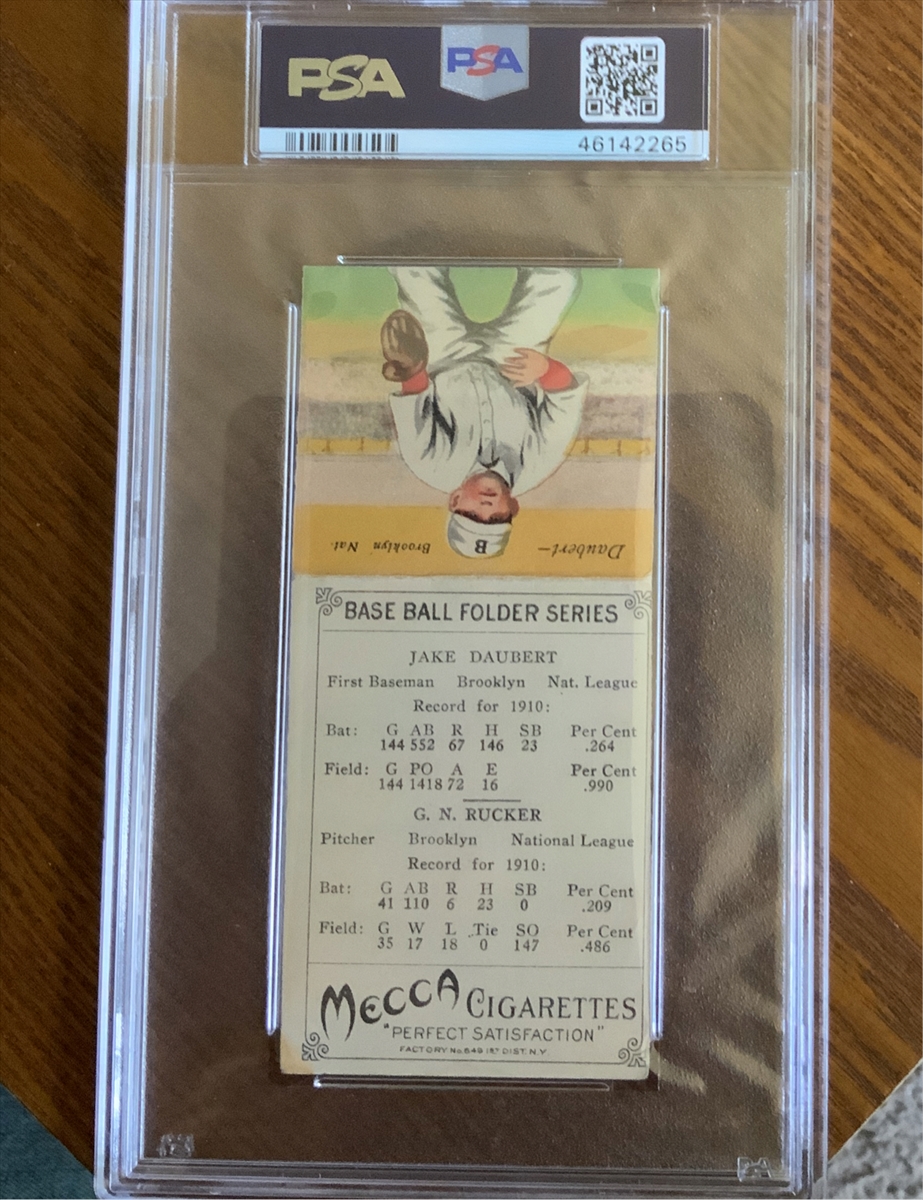 PSA PSA
46142265
Daubert— B Brooklyn Nat.
BASE BALL FOLDER SERIES
JAKE DAUBERT
First Baseman Brooklyn Nat. League
Record for 1910:
Bat: G AB R H SB Per Cent
144 552 67 146 23 .264
Field: G PO A E Per Cent
144 1418 72 16 .990
G. N. RUCKER
Pitcher Brooklyn National League
Record for 1910:
Bat: G AB R H SB Per Cent
41 110 6 23 0 .209
Field: G W L Tie SO Per Cent
35 17 18 0 147 .486
MECCA CIGARETTES
"PERFECT SATISFACTION"
FACTORY No. 649 1ST DIST. N.Y